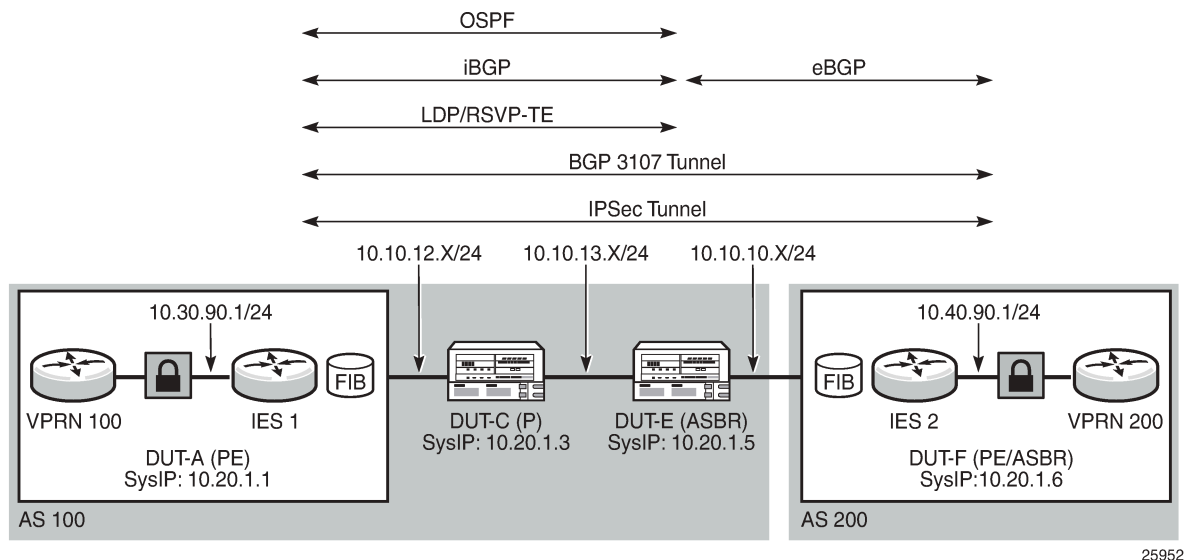 OSPF
iBGP
eBGP
LDP/RSVP-TE
BGP 3107 Tunnel
IPSec Tunnel
10.10.12.X/24
10.10.13.X/24
10.10.10.X/24
10.30.90.1/24
10.40.90.1/24
FIB
FIB
VPRN 100
IES 1
DUT-C (P)
SysIP: 10.20.1.3
DUT-E (ASBR)
SysIP: 10.20.1.5
IES 2
VPRN 200
DUT-A (PE)
SysIP: 10.20.1.1
DUT-F (PE/ASBR)
SysIP:10.20.1.6
AS 100
AS 200
25952